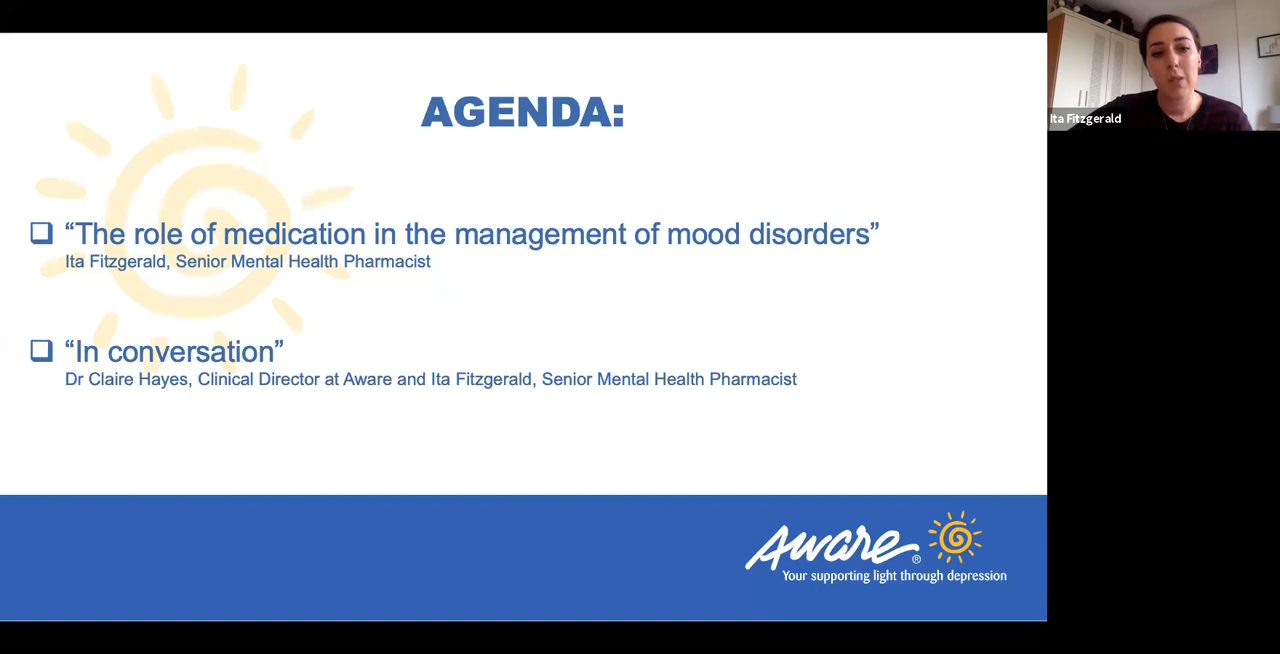 AGENDA:
“The role of medication in the management of mood disorders”
Ita Fitzgerald, Senior Mental Health Pharmacist
“In conversation”
Dr Claire Hayes, Clinical Director at Aware and Ita Fitzgerald, Senior Mental Health Pharmacist
Aware®
Your supporting light through depression
Ita Fitzgerald